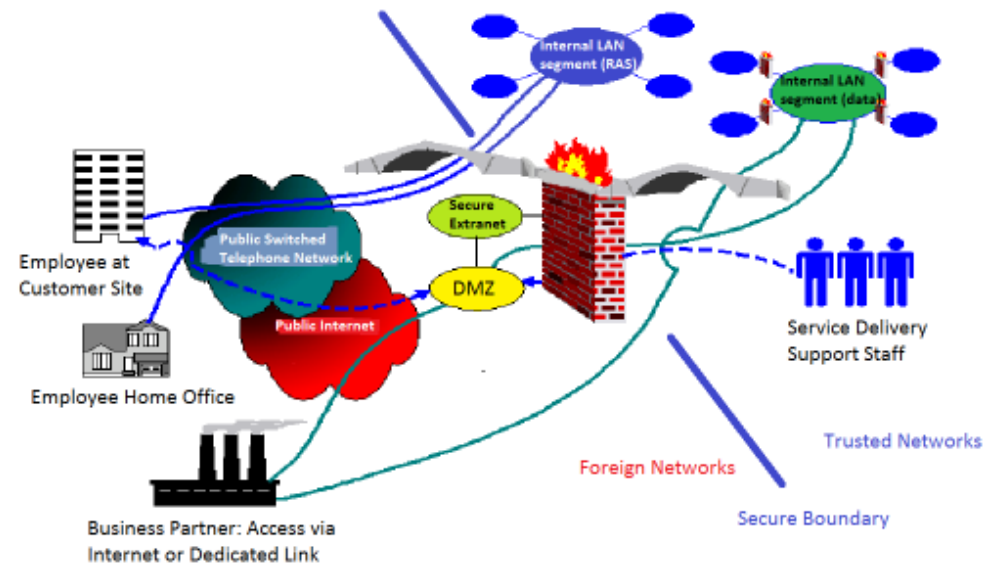 Internal LAN
segment (RAS)
Internal LAN
segment (data)
Secure
Extranet
Public Switched
Telephone Network
Employee at
Customer Site
DMZ
Public Internet
Service Delivery
Support Staff
Employee Home Office
Trusted Networks
Foreign Networks
Secure Boundary
Business Partner: Access via
Internet or Dedicated Link